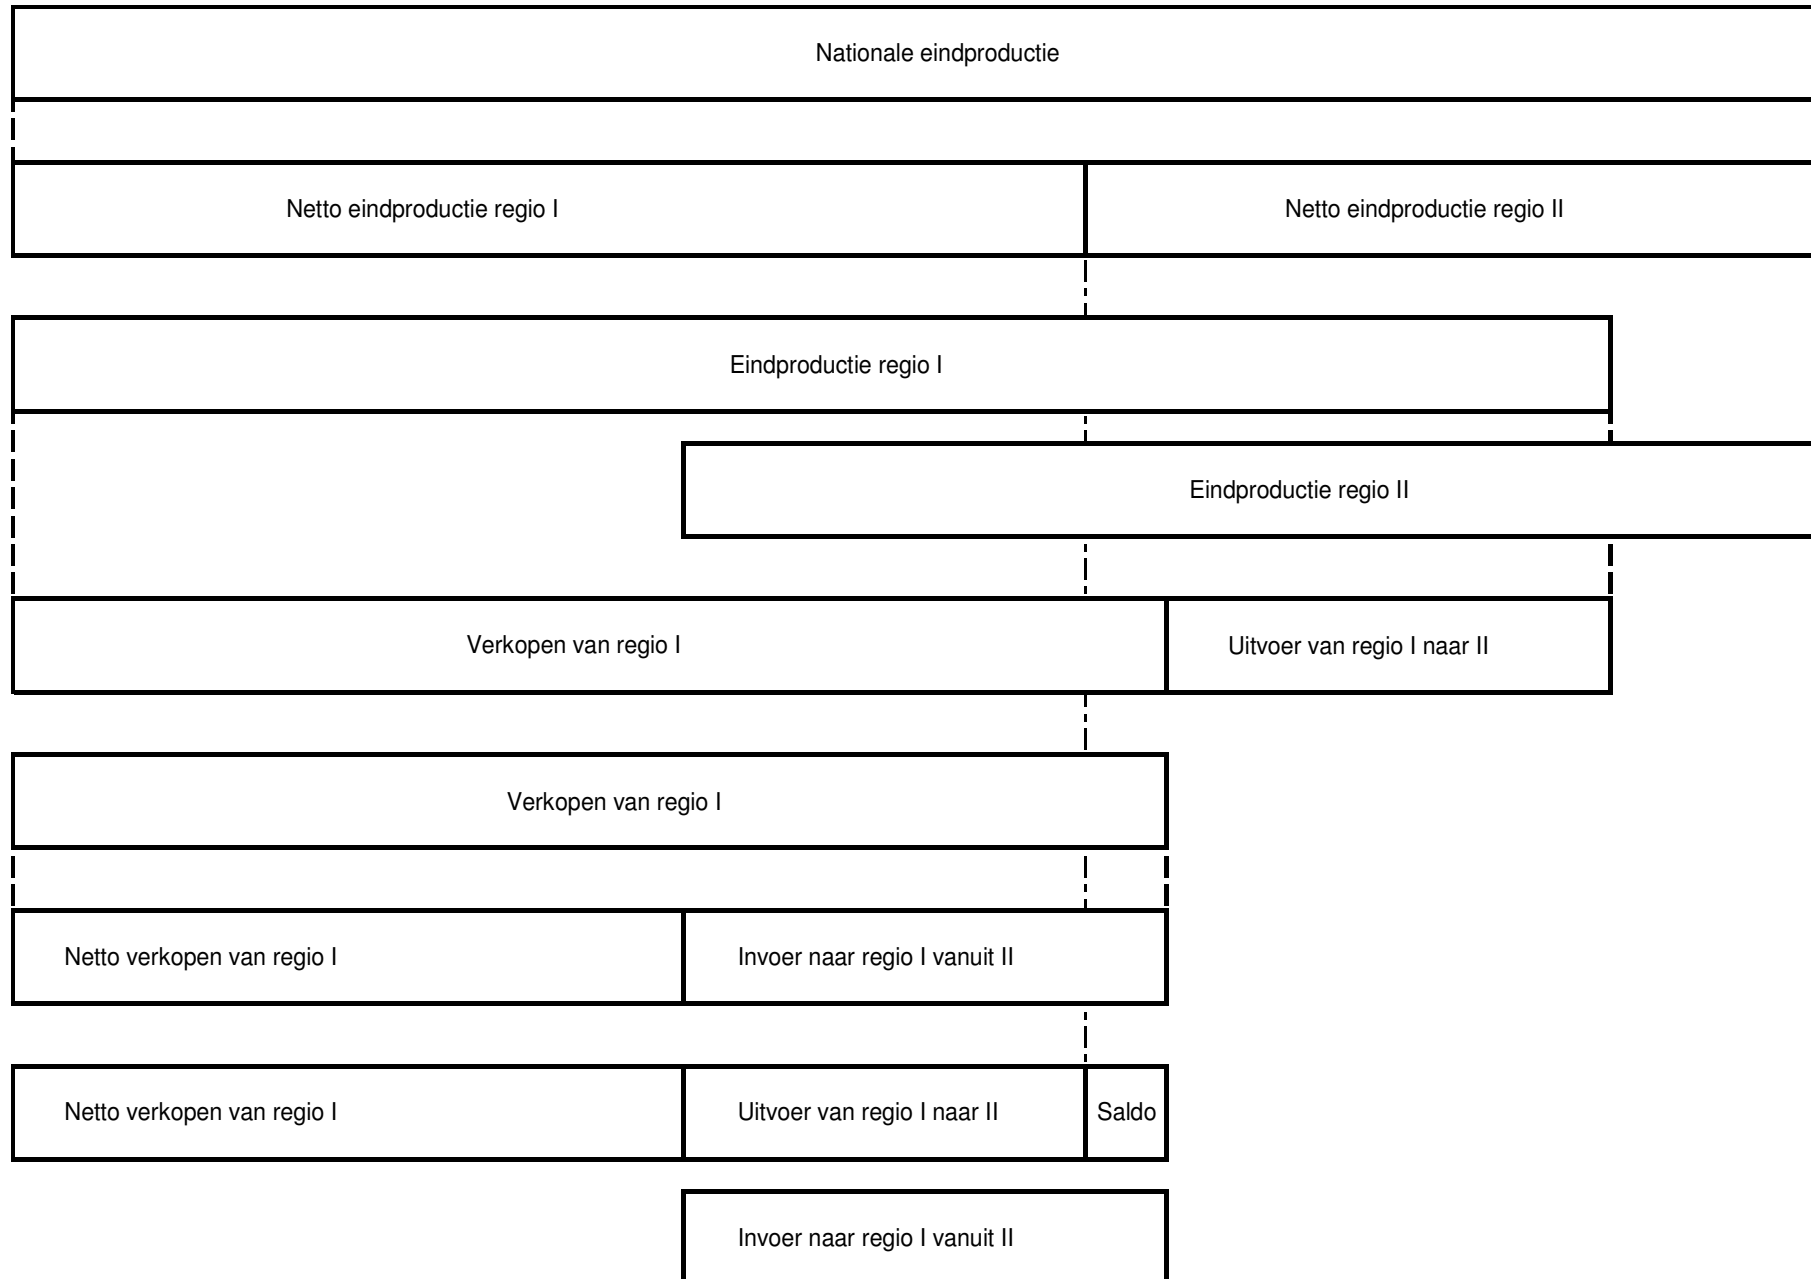 Nationale eindproductie
Netto eindproductie regio I
Netto eindproductie regio II
Eindproductie regio I
Eindproductie regio II
Verkopen van regio I
Uitvoer van regio I naar II
Verkopen van regio I
Netto verkopen van regio I
Invoer naar regio I vanuit II
Netto verkopen van regio I
Uitvoer van regio I naar II
Saldo
Invoer naar regio I vanuit II